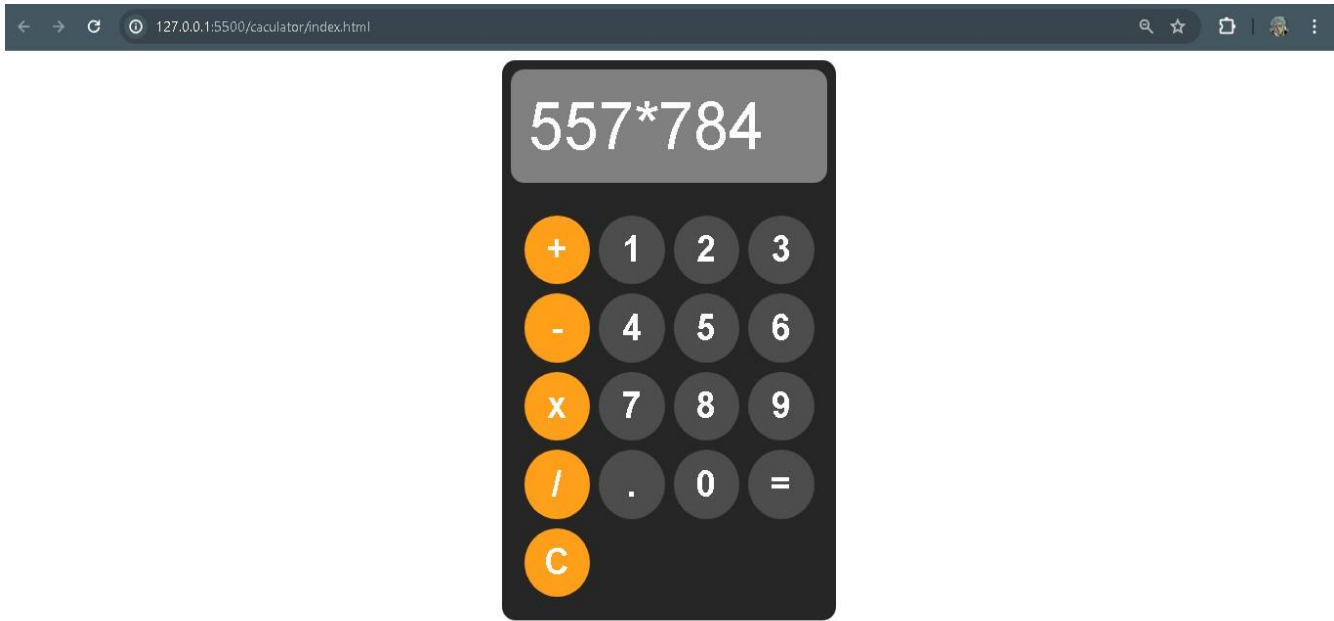 127.0.0.1:5500/caculator/index.html
557*784
+ 1 2 3
- 4 5 6
x 7 8 9
/ . 0 =
C